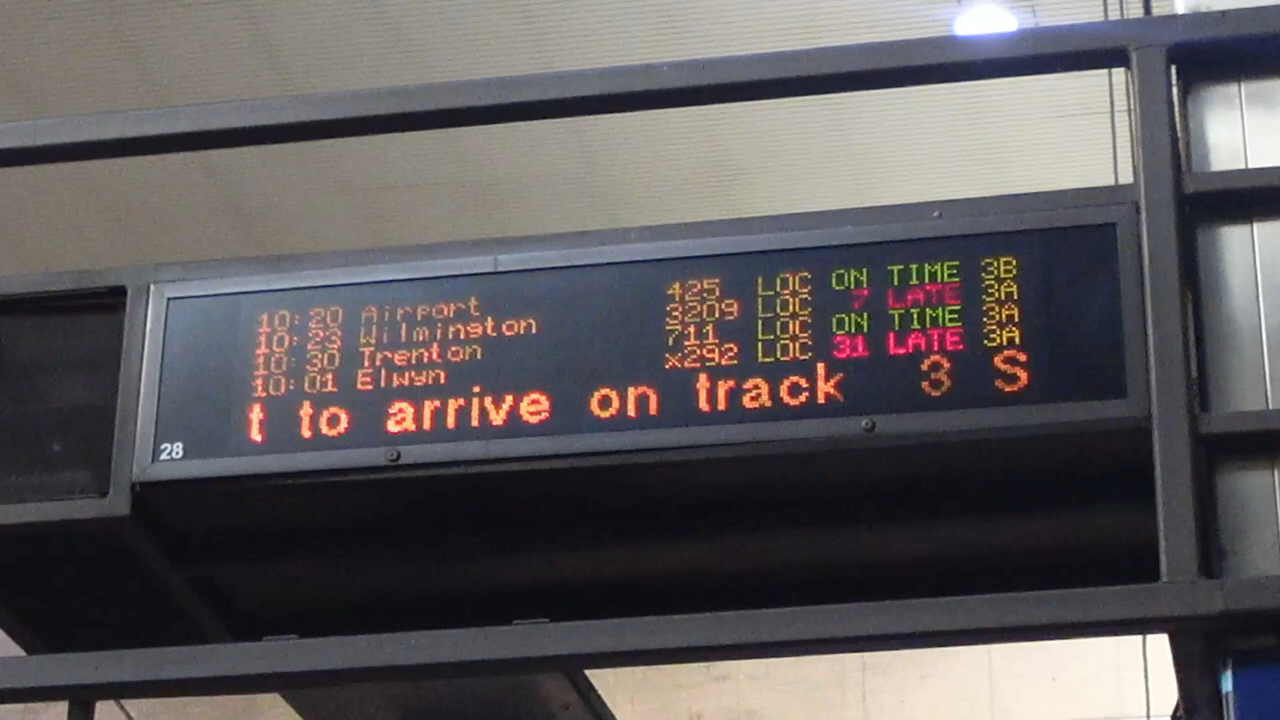 10:20 Airport 425 LOC ON TIME 3B
10:23 Wilmington 3209 LOC 7 LATE 3A
10:30 Trenton 711 LOC ON TIME 3A
10:01 Elwyn x292 LOC 31 LATE 3A
t to arrive on track 3 S
28